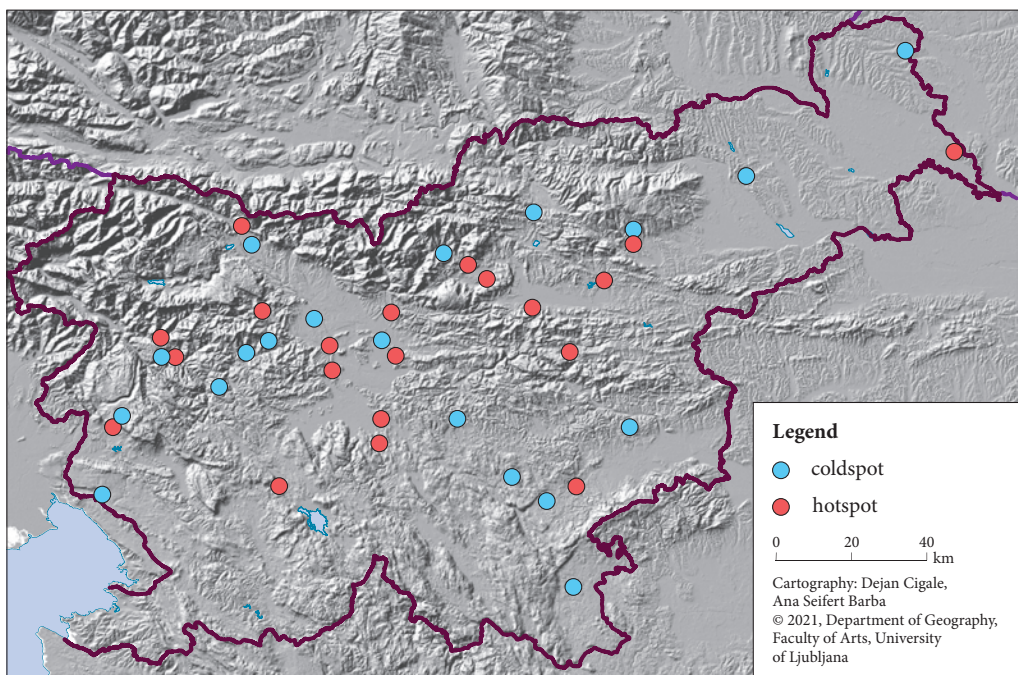 Legend
coldspot
hotspot
0 20 40
km
Cartography: Dejan Cigale,
Ana Seifert Barba
© 2021, Department of Geography,
Faculty of Arts, University
of Ljubljana